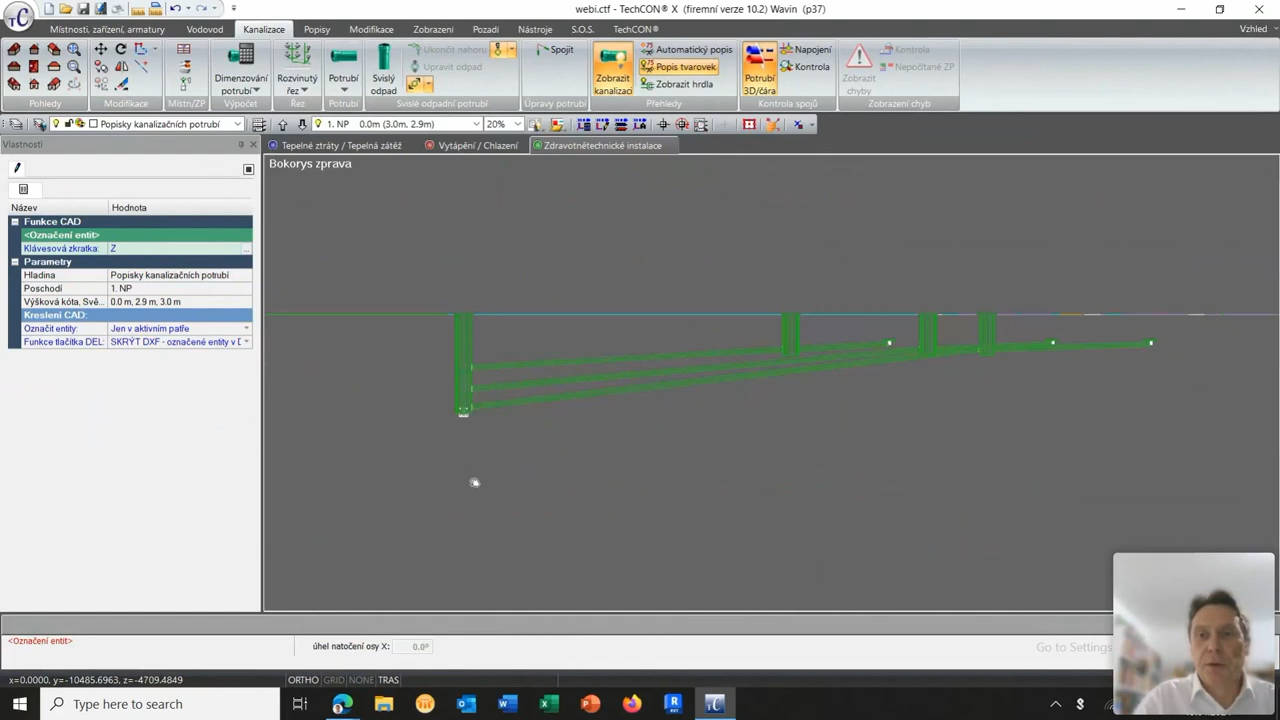 webi.ctf - TechCON® X (firemní verze 10.2) Wavin (p37)
Místnosti, zařízení, armatury
Vodovod
Kanalizace
Popisy
Modifikace
Zobrazení
Pozadí
Nástroje
S.O.S.
TechCON®
Vzhled
Ukončit nahoru
Upravit odpad
Spojit
Automatický popis
Popis tvarovek
Zobrazit hrdla
Napojení
Kontrola
Kontrola
Nepočítané ZP
Dimenzování potrubí
Rozvinutý řez
Potrubí
Svislý odpad
Zobrazit kanalizaci
Potrubí 3D/čára
Zobrazit chyby
Pohledy
Modifikace
Místn/ZP
Výpočet
Řez
Potrubí
Svislé odpadní potrubí
Úpravy potrubí
Přehledy
Kontrola spojů
Zobrazení chyb
Popisky kanalizačních potrubí
1. NP 0.0m (3.0m, 2.9m)
20%
Vlastnosti
Tepelné ztráty / Tepelná zátěž
Vytápění / Chlazení
Zdravotnětechnické instalace
Bokorys zprava
Název Hodnota
Funkce CAD
<Označení entit>
Klávesová zkratka: Z
Parametry
Hladina Popisky kanalizačních potrubí
Poschodí 1. NP
Výšková kóta, Svě... 0.0 m, 2.9 m, 3.0 m
Kreslení CAD:
Označit entity: Jen v aktivním patře
Funkce tlačítka DEL: SKRÝT DXF - označené entity v D
<Označení entit>
úhel natočení osy X: 0.0º
Go to Settings
x=0.0000, y=-10485.6963, z=-4709.4849
ORTHO GRID NONE TRAS
Type here to search